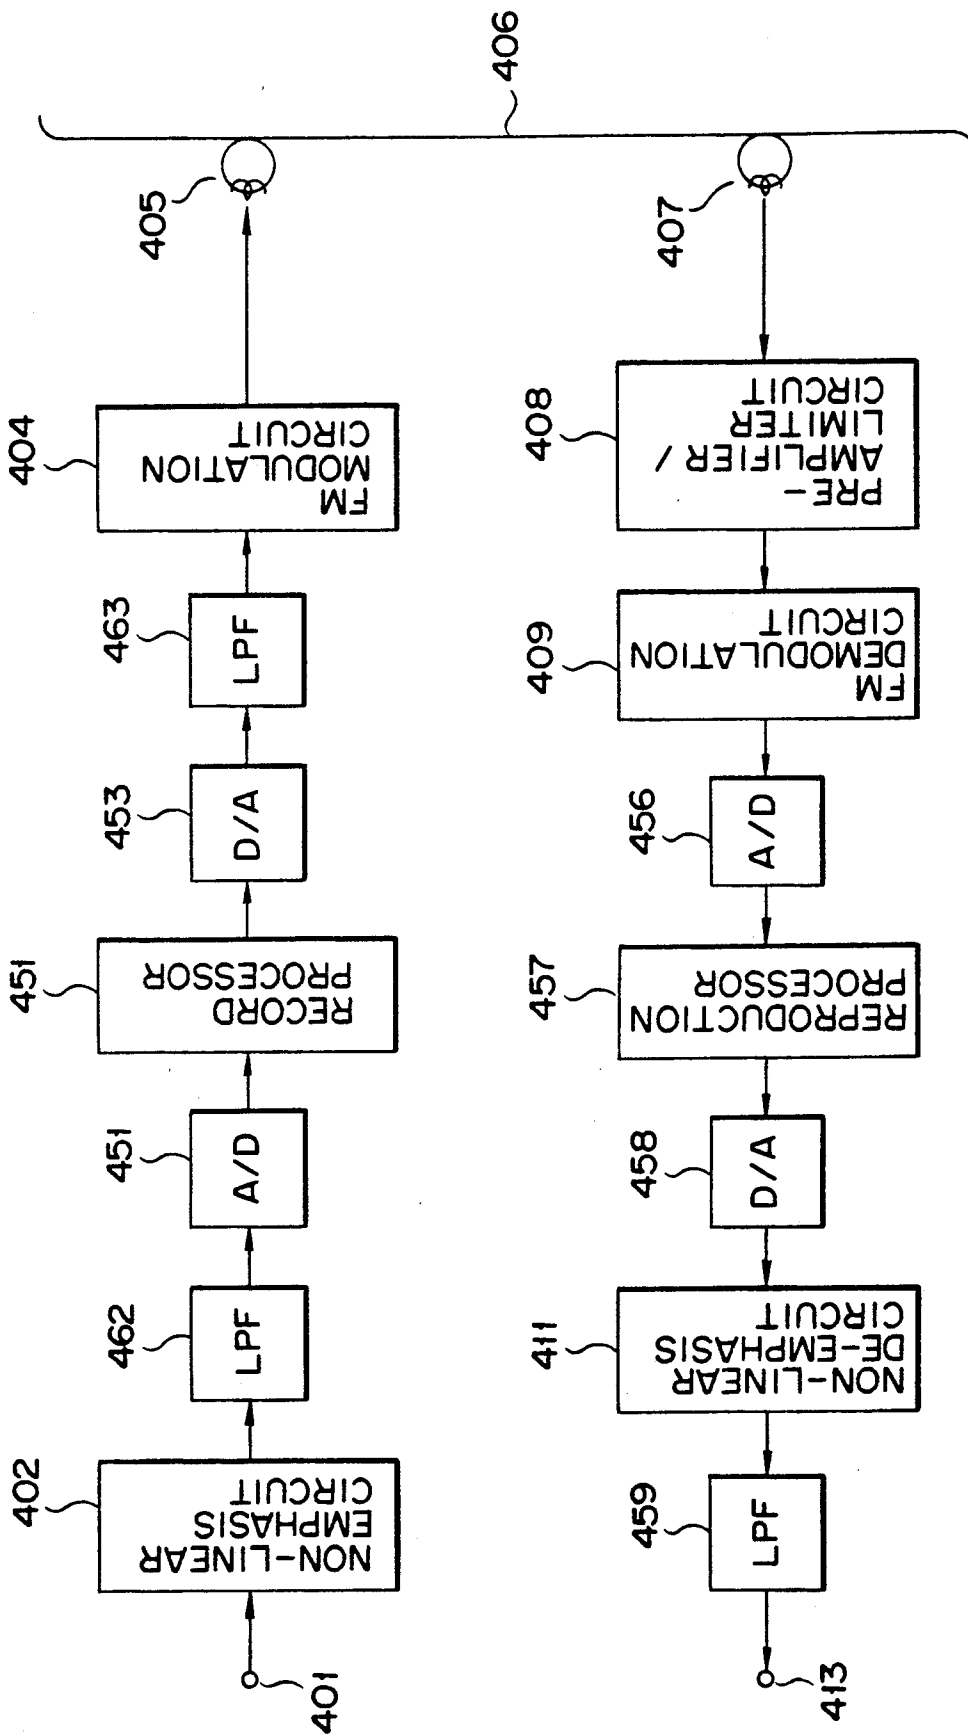 401
402
NON-LINEAR
EMPHASIS
CIRCUIT
462
LPF
451
A/D
451
RECORD
PROCESSOR
453
D/A
463
LPF
404
FM
MODULATION
CIRCUIT
405
406
407
408
PRE-
AMPLIFIER /
LIMITER
CIRCUIT
409
FM
DEMODULATION
CIRCUIT
456
A/D
457
REPRODUCTION
PROCESSOR
458
D/A
411
NON-LINEAR
DE-EMPHASIS
CIRCUIT
459
LPF
413